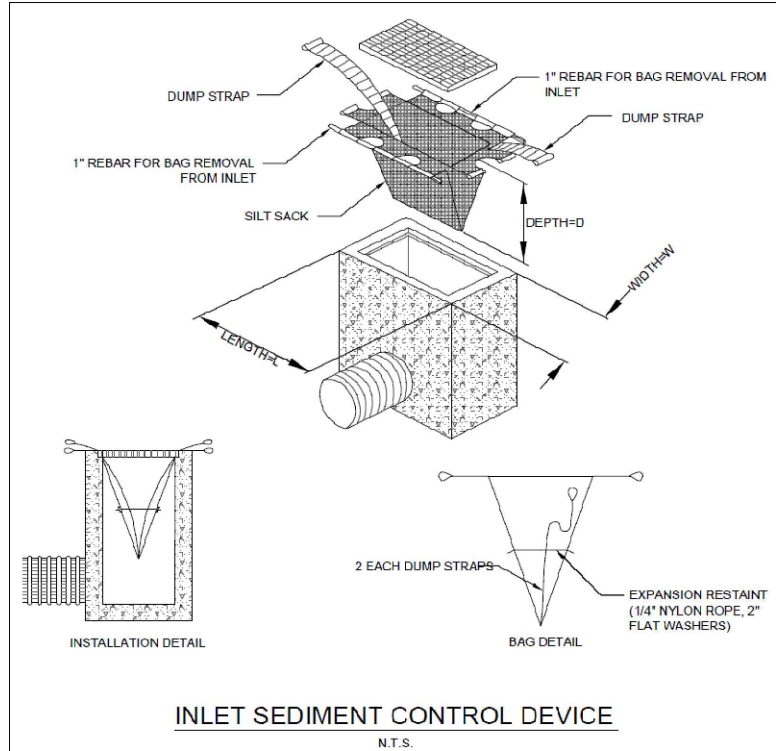 DUMP STRAP
1" REBAR FOR BAG REMOVAL FROM
INLET
DUMP STRAP
1" REBAR FOR BAG REMOVAL
FROM INLET
SILT SACK
DEPTH=D
WIDTH=W
LENGTH=L
2 EACH DUMP STRAPS
EXPANSION RESTAINT
(1/4" NYLON ROPE, 2"
FLAT WASHERS)
INSTALLATION DETAIL
BAG DETAIL
INLET SEDIMENT CONTROL DEVICE
N.T.S.